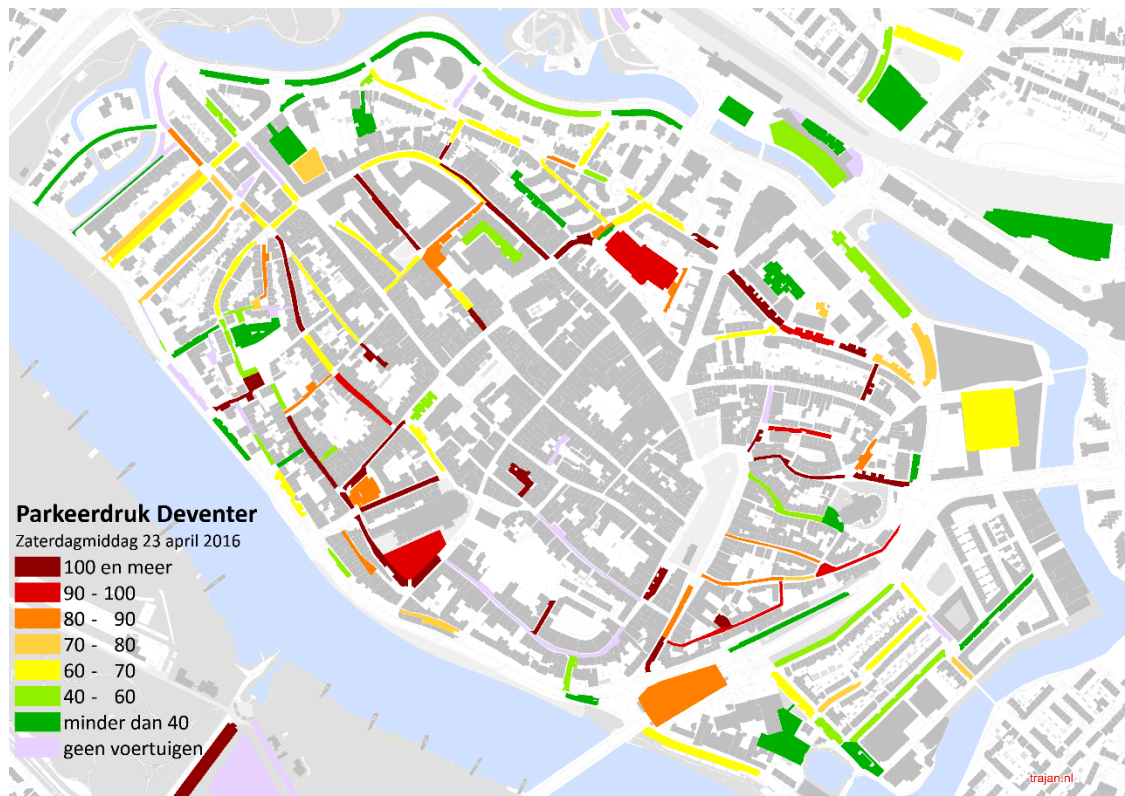 Parkeerdruk Deventer
Zaterdagmiddag 23 april 2016
100 en meer
90 - 100
80 - 90
70 - 80
60 - 70
40 - 60
minder dan 40
geen voertuigen
trajan.nl